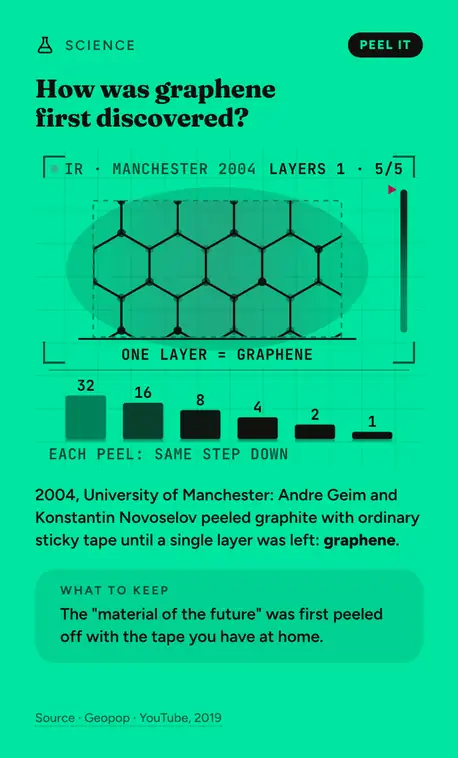 SCIENCE
PEEL IT
How was graphene
first discovered?
IR · MANCHESTER 2004 LAYERS 1 · 5/5
ONE LAYER = GRAPHENE
32 16 8 4 2 1
EACH PEEL: SAME STEP DOWN
2004, University of Manchester: Andre Geim and
Konstantin Novoselov peeled graphite with ordinary
sticky tape until a single layer was left: graphene.
WHAT TO KEEP
The "material of the future" was first peeled
off with the tape you have at home.
Source · Geopop · YouTube, 2019